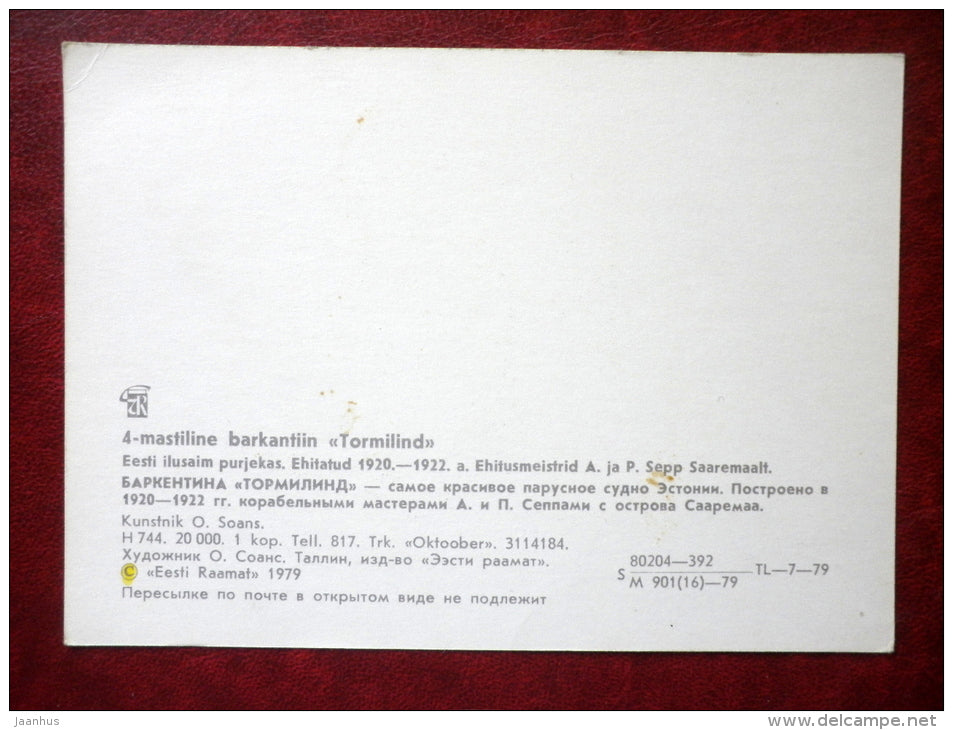 4-mastiline barkantiin «Tormilind»
Eesti ilusaim purjekas. Ehitatud 1920.—1922. a. Ehitusmeistrid A. ja P. Sepp Saaremaalt.
БАРКЕНТИНА «ТОРМИЛИНД» — самое красивое парусное судно Эстонии. Построено в
1920—1922 гг. корабельными мастерами А. и П. Сеппами с острова Сааремаа.
Kunstnik O. Soans.
H 744. 20 000. 1 kop. Tell. 817. Trk. «Oktoober». 3114184.
Художник О. Соанс. Таллин, изд-во «Ээсти раамат».
© «Eesti Raamat» 1979
Пересылке по почте в открытом виде не подлежит
S 80204—392 TL—7—79
M 901(16)—79
jaanhus
www.delcampe.net